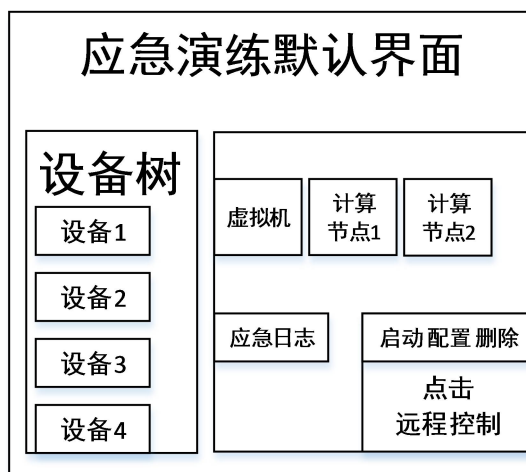 应急演练默认界面
设备树
设备1
设备2
设备3
设备4
虚拟机
计算
节点1
计算
节点2
应急日志
启动 配置 删除
点击
远程控制